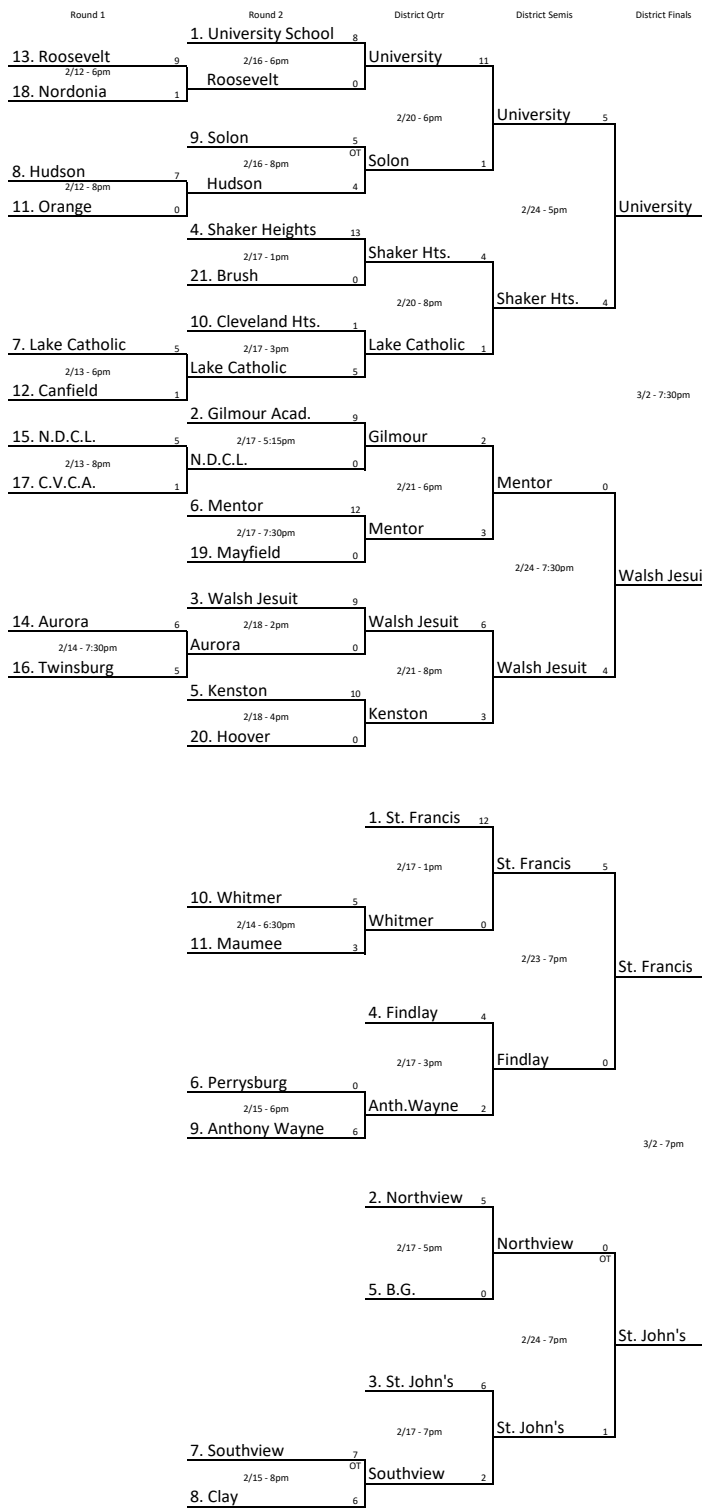 Round 1 Round 2 District Qrtr District Semis District Finals
1. University School 8
13. Roosevelt 9 2/16 - 6pm University 11
2/12 - 6pm Roosevelt 0
18. Nordonia 1
2/20 - 6pm University 5
9. Solon 5
OT
2/16 - 8pm Solon 1
8. Hudson 7 Hudson 4
2/12 - 8pm
11. Orange 0 2/24 - 5pm University
4. Shaker Heights 13
2/17 - 1pm Shaker Hts. 4
21. Brush 0
2/20 - 8pm Shaker Hts. 4
10. Cleveland Hts. 1
7. Lake Catholic 5 2/17 - 3pm Lake Catholic 1
2/13 - 6pm Lake Catholic 5
12. Canfield 1 3/2 - 7:30pm
2. Gilmour Acad. 9
15. N.D.C.L. 5 2/17 - 5:15pm Gilmour 2
2/13 - 8pm N.D.C.L. 0
17. C.V.C.A. 1 2/21 - 6pm Mentor 0
6. Mentor 12
2/17 - 7:30pm Mentor 3
19. Mayfield 0
2/24 - 7:30pm Walsh Jesui
3. Walsh Jesuit 9
14. Aurora 6 2/18 - 2pm Walsh Jesuit 6
2/14 - 7:30pm Aurora 0
16. Twinsburg 5 2/21 - 8pm Walsh Jesuit 4
5. Kenston 10
2/18 - 4pm Kenston 3
20. Hoover 0
1. St. Francis 12
2/17 - 1pm St. Francis 5
10. Whitmer 5
2/14 - 6:30pm Whitmer 0
11. Maumee 3
2/23 - 7pm St. Francis
4. Findlay 4
2/17 - 3pm Findlay 0
6. Perrysburg 0
2/15 - 6pm Anth.Wayne 2
9. Anthony Wayne 6
3/2 - 7pm
2. Northview 5
2/17 - 5pm Northview 0
OT
5. B.G. 0
2/24 - 7pm St. John's
3. St. John's 6
2/17 - 7pm St. John's 1
7. Southview 7
OT
2/15 - 8pm Southview 2
8. Clay 6